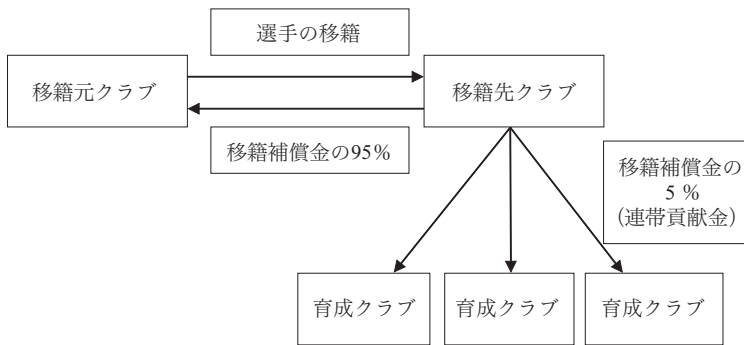 選手の移籍
移籍元クラブ
移籍先クラブ
移籍補償金の95%
移籍補償金の
5 %
(連帯貢献金)
育成クラブ
育成クラブ
育成クラブ